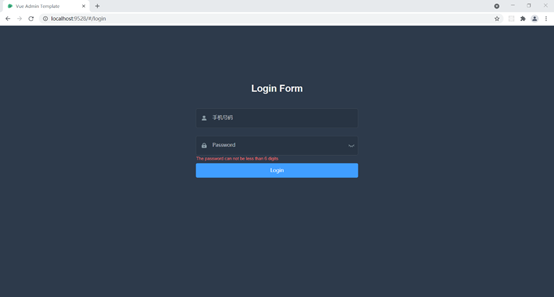 Vue Admin Template
localhost:9528/#/login
Login Form
手机号码
Password
The password can not be less than 6 digits
Login